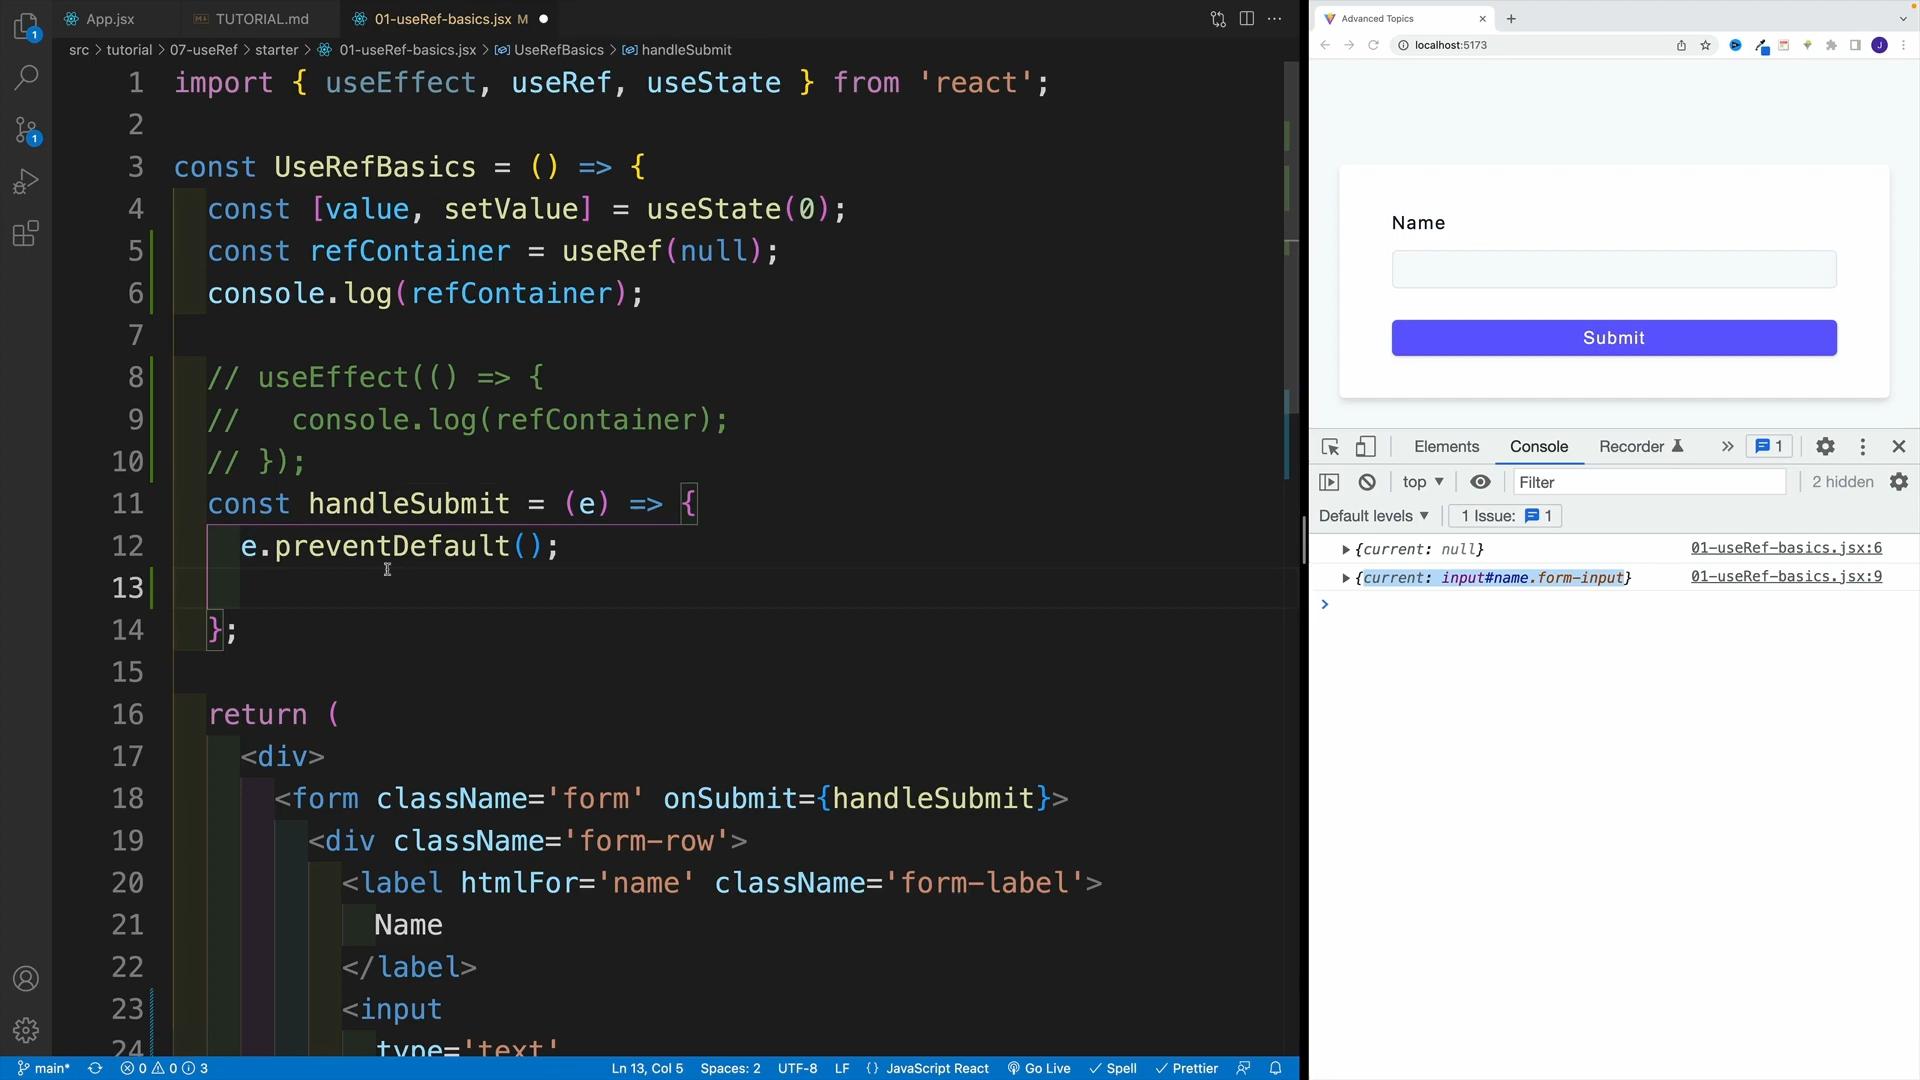 App.jsx
TUTORIAL.md
01-useRef-basics.jsx M
src > tutorial > 07-useRef > starter > 01-useRef-basics.jsx > UseRefBasics > handleSubmit
1 import { useEffect, useRef, useState } from 'react';
2
3 const UseRefBasics = () => {
4 const [value, setValue] = useState(0);
5 const refContainer = useRef(null);
6 console.log(refContainer);
7
8 // useEffect(() => {
9 //   console.log(refContainer);
10 // });
11 const handleSubmit = (e) => {
12 e.preventDefault();
13
14 };
15
16 return (
17 <div>
18 <form className='form' onSubmit={handleSubmit}>
19 <div className='form-row'>
20 <label htmlFor='name' className='form-label'>
21 Name
22 </label>
23 <input
24 type='text'
1
1
main*
0 0 3
Ln 13, Col 5
Spaces: 2
UTF-8
LF
{} JavaScript React
Go Live
Spell
Prettier
Advanced Topics
localhost:5173
J
Name
Submit
Elements
Console
Recorder
1
top
Filter
2 hidden
Default levels
1 Issue: 1
{current: null} 01-useRef-basics.jsx:6
{current: input#name.form-input} 01-useRef-basics.jsx:9